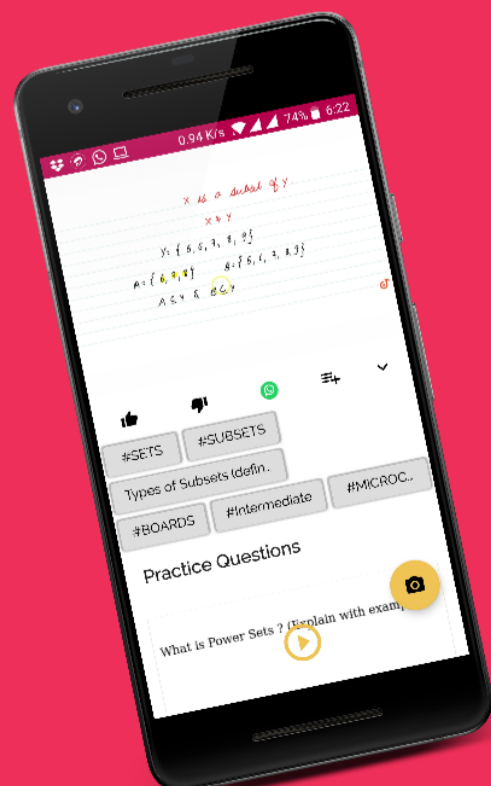 0.94 K/s 74% 6:22
x is a subset of y.
x ≠ y
y = { 5, 6, 7, 8, 9}
A = { 6, 7, 8} B = { 5, 6, 7, 8, 9}
A ⊆ y & B ⊆ y
#SETS #SUBSETS
Types of Subsets (defin..
#BOARDS #Intermediate #MICROC..
Practice Questions
What is Power Sets ? (Explain with examp